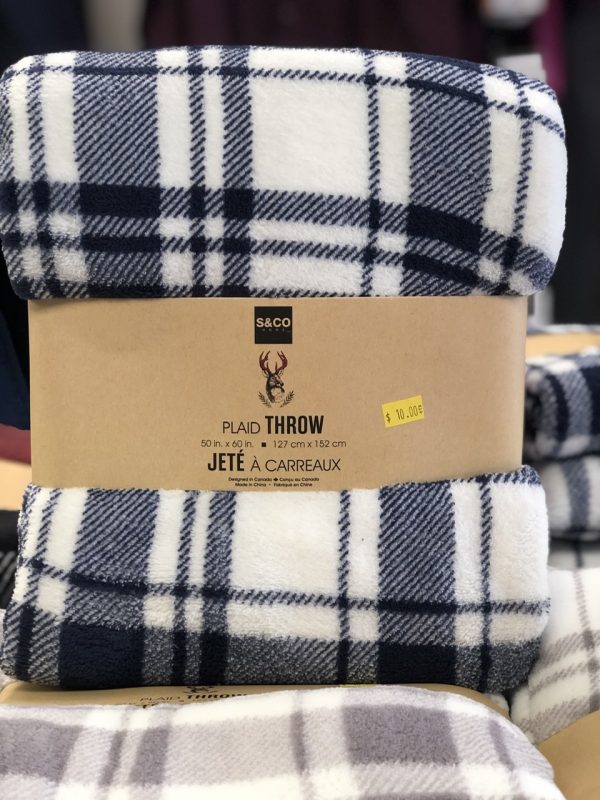 S&CO
HOME
PLAID THROW
50 in. x 60 in. ■ 127 cm x 152 cm
JETÉ À CARREAUX
Designed in Canada ◆ Conçu au Canada
Made in China • Fabriqué en Chine
$ 10.00
PLAID THROW